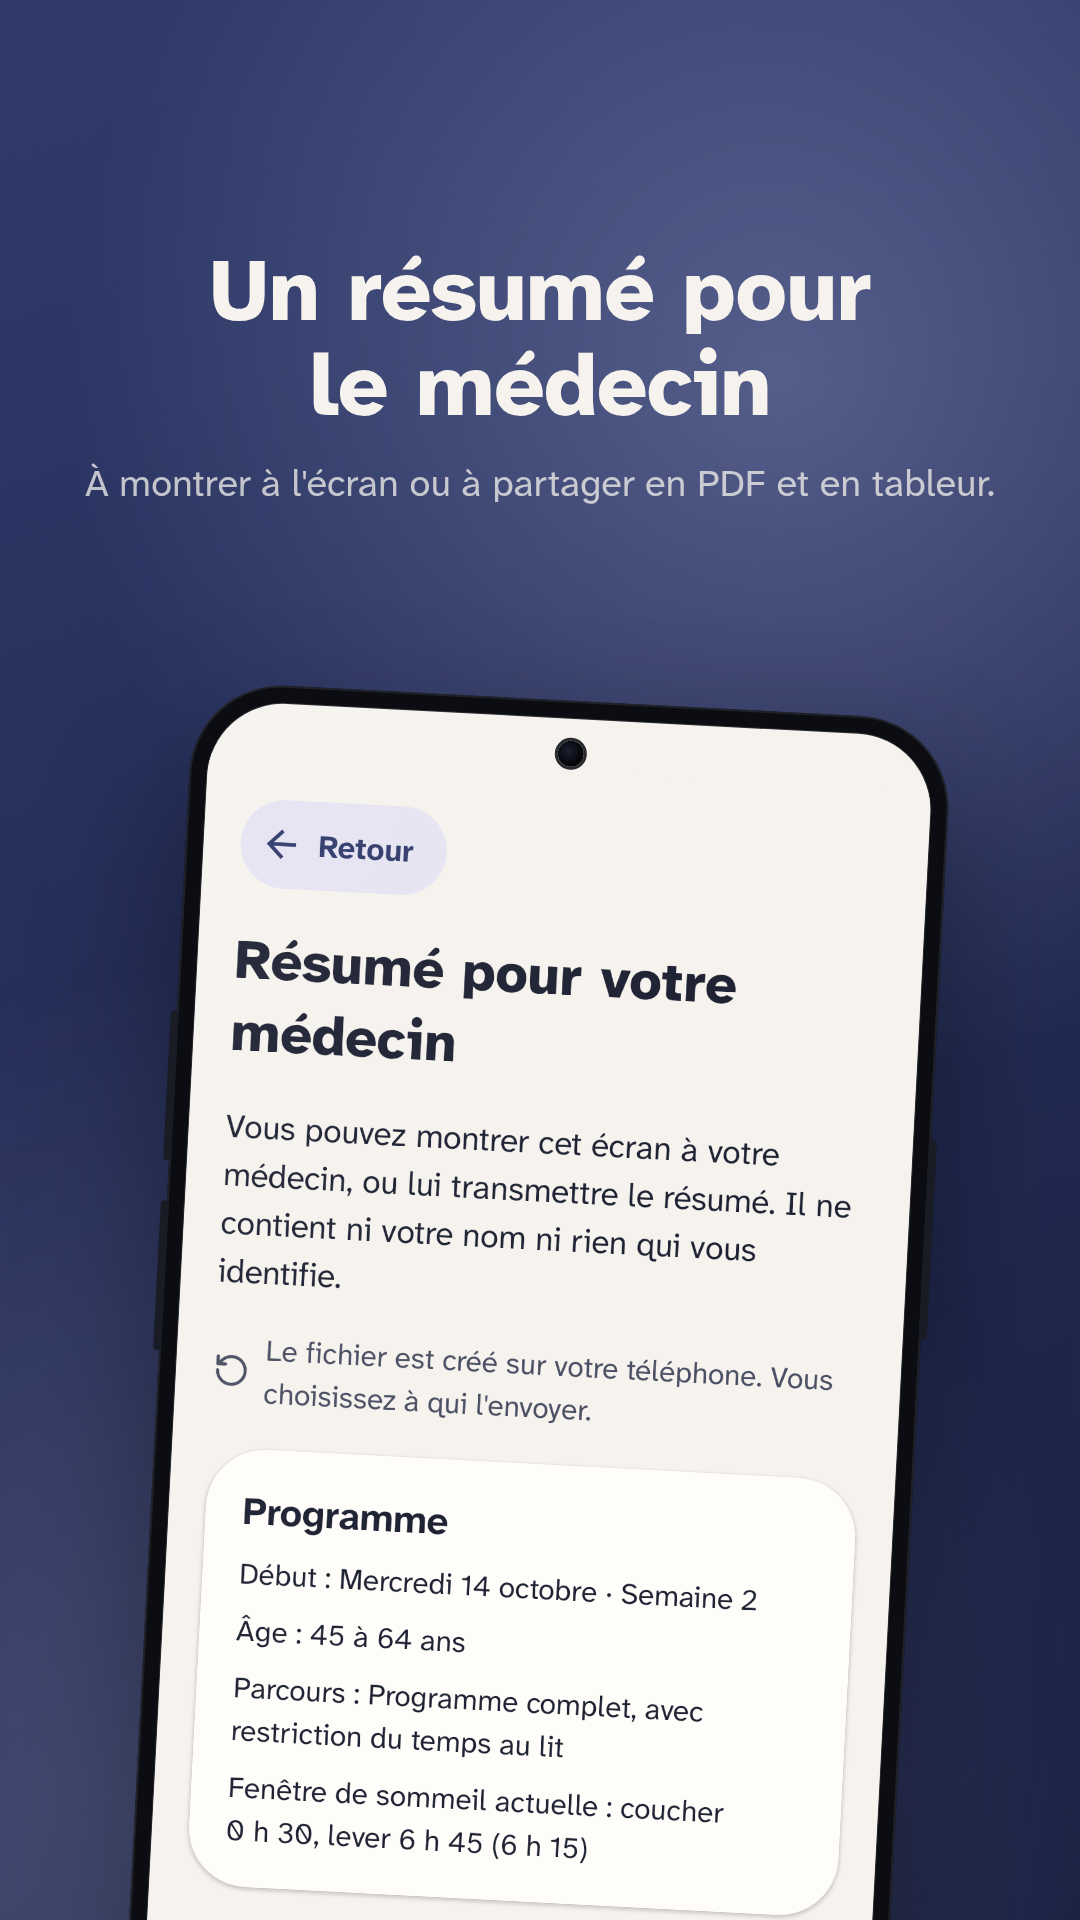 Un résumé pour
le médecin
À montrer à l'écran ou à partager en PDF et en tableur.
Retour
Résumé pour votre
médecin
Vous pouvez montrer cet écran à votre
médecin, ou lui transmettre le résumé. Il ne
contient ni votre nom ni rien qui vous
identifie.
Le fichier est créé sur votre téléphone. Vous
choisissez à qui l'envoyer.
Programme
Début : Mercredi 14 octobre · Semaine 2
Âge : 45 à 64 ans
Parcours : Programme complet, avec
restriction du temps au lit
Fenêtre de sommeil actuelle : coucher
0 h 30, lever 6 h 45 (6 h 15)